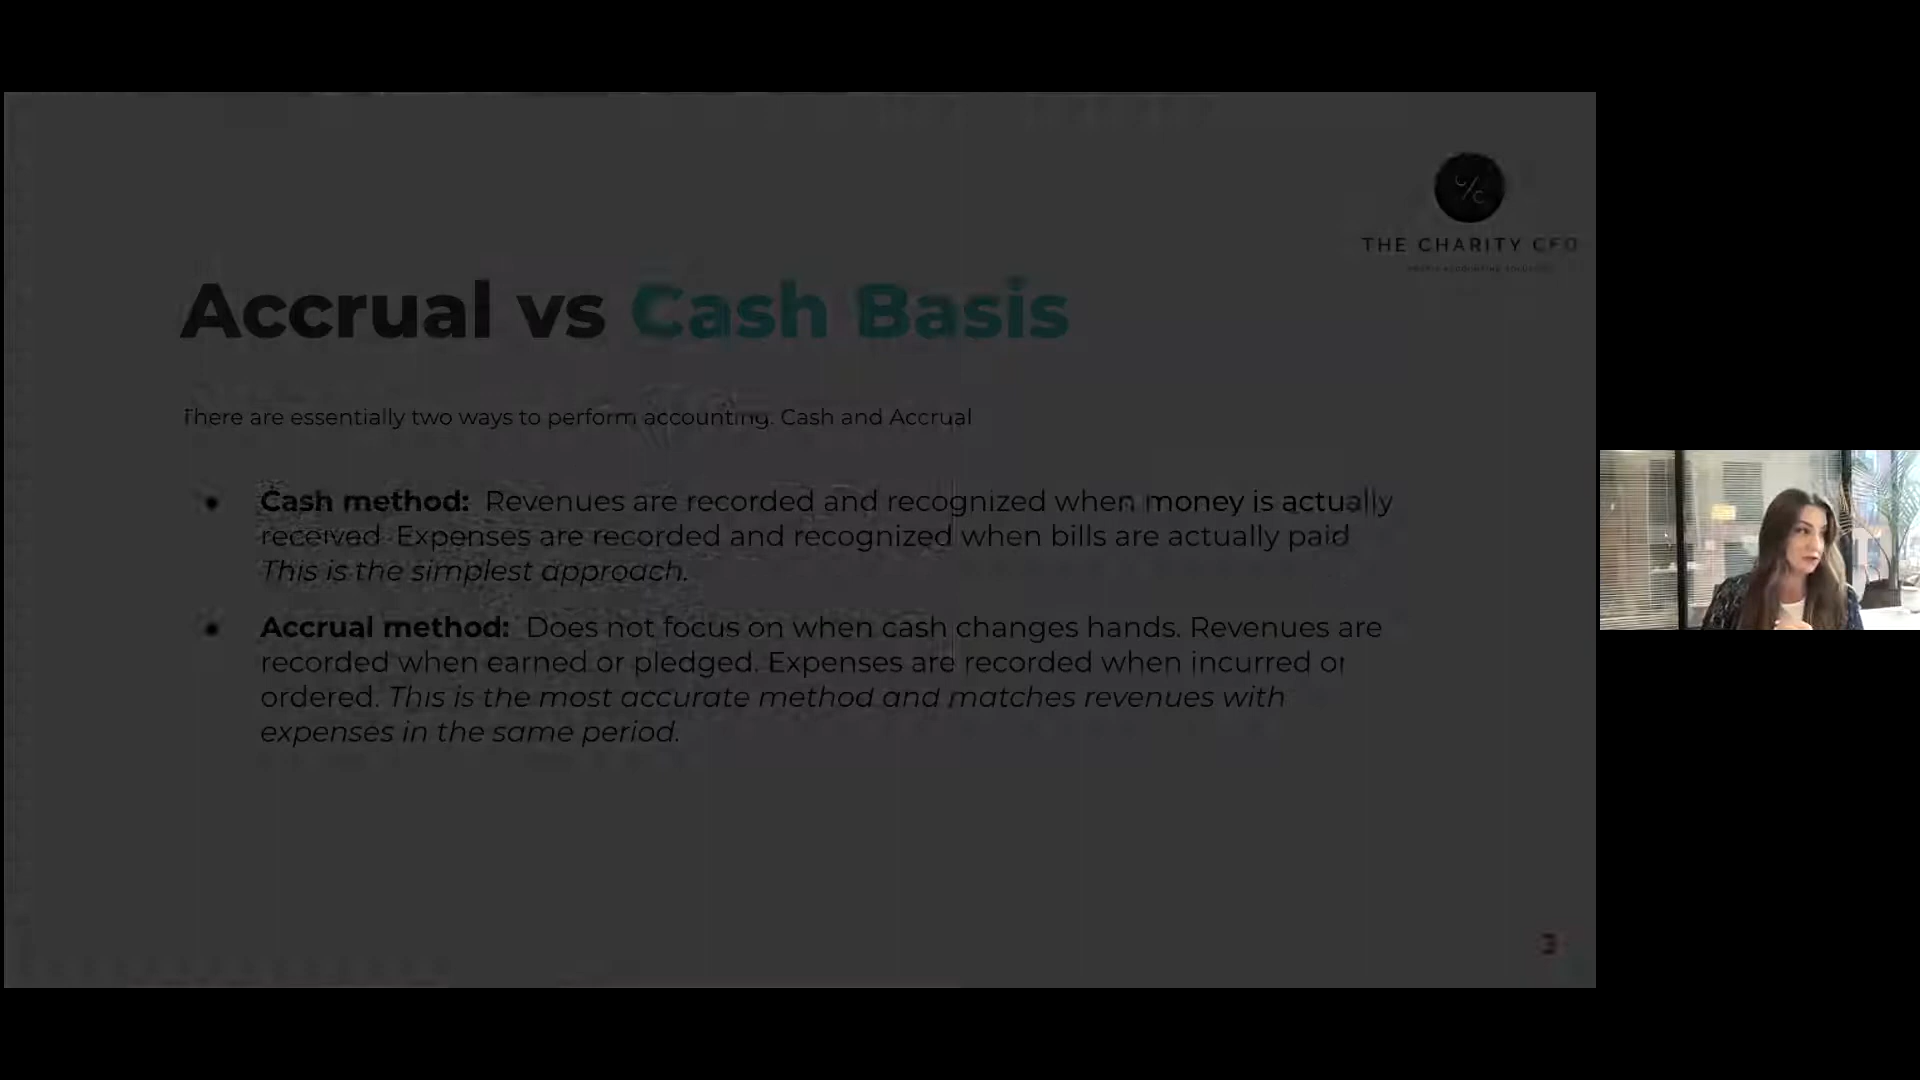 THE CHARITY CFO
Accrual vs Cash Basis
There are essentially two ways to perform accounting. Cash and Accrual
Cash method: Revenues are recorded and recognized when money is actually
received. Expenses are recorded and recognized when bills are actually paid
This is the simplest approach.
Accrual method: Does not focus on when cash changes hands. Revenues are
recorded when earned or pledged. Expenses are recorded when incurred or
ordered. This is the most accurate method and matches revenues with
expenses in the same period.
3